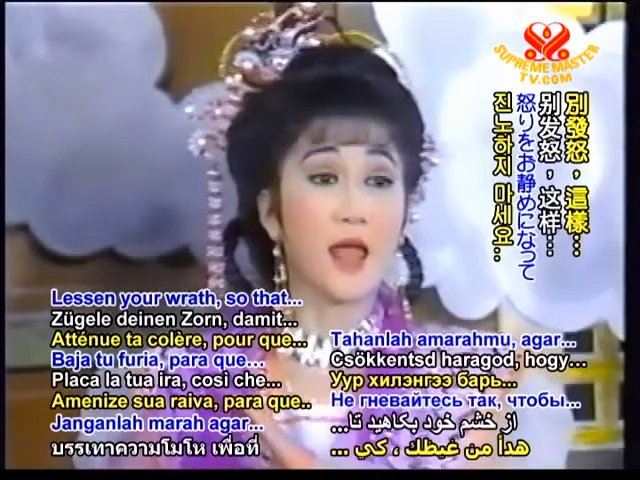 SUPREME MASTER
TV.COM
別發怒，這樣...
别发怒，这样...
怒りをお静めになって
진노하지 마세요...
Lessen your wrath, so that...
Zügele deinen Zorn, damit...
Atténue ta colère, pour que...
Baja tu furia, para que...
Placa la tua ira, così che...
Amenize sua raiva, para que..
Janganlah marah agar...
บรรเทาความโมโห เพื่อที่
Tahanlah amarahmu, agar...
Csökkentsd haragod, hogy...
Уур хилэнгээ барь...
Не гневайтесь так, чтобы...
از خشم خود بکاهید تا...
هدأ من غيظك ، كي ...